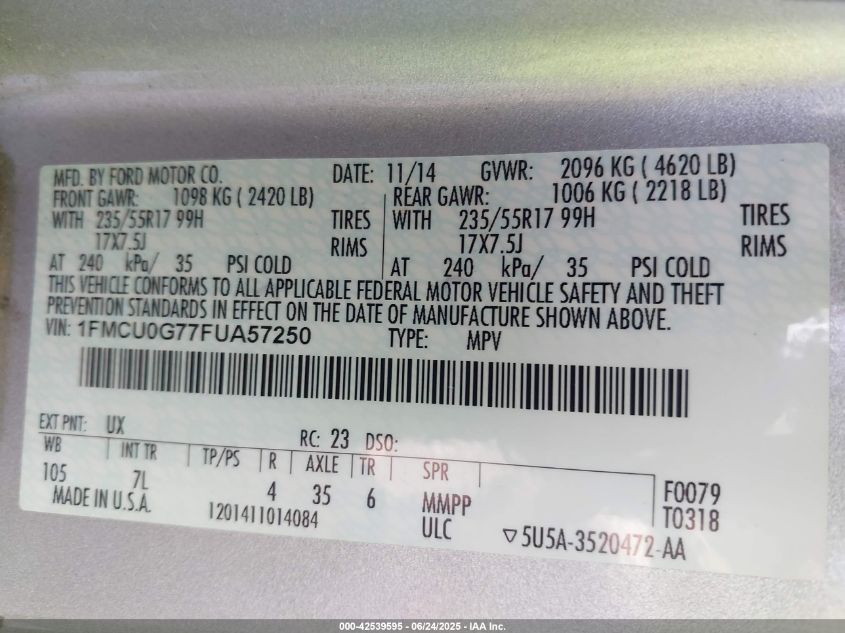 MFD. BY FORD MOTOR CO. DATE: 11/14 GVWR: 2096 KG ( 4620 LB)
FRONT GAWR: 1098 KG ( 2420 LB) REAR GAWR: 1006 KG ( 2218 LB)
WITH 235/55R17 99H TIRES WITH 235/55R17 99H TIRES
17X7.5J RIMS 17X7.5J RIMS
AT 240 kPa/ 35 PSI COLD AT 240 kPa/ 35 PSI COLD
THIS VEHICLE CONFORMS TO ALL APPLICABLE FEDERAL MOTOR VEHICLE SAFETY AND THEFT
PREVENTION STANDARDS IN EFFECT ON THE DATE OF MANUFACTURE SHOWN ABOVE.
VIN: 1FMCU0G77FUA57250 TYPE: MPV
EXT PNT: UX RC: 23 DSO:
WB INT TR TP/PS R AXLE TR SPR
105 7L 4 35 6 MMPP F0079
MADE IN U.S.A. 1201411014084 ULC T0318
▽5U5A-3520472-AA
000-42539595 - 06/24/2025 - IAA Inc.